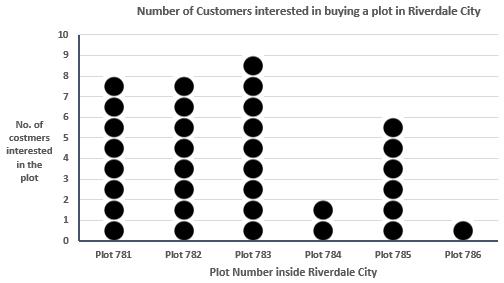 Number of Customers interested in buying a plot in Riverdale City
10
9
8
7
6
5
4
3
2
1
0
No. of
costmers
interested
in the
plot
Plot 781 Plot 782 Plot 783 Plot 784 Plot 785 Plot 786
Plot Number inside Riverdale City